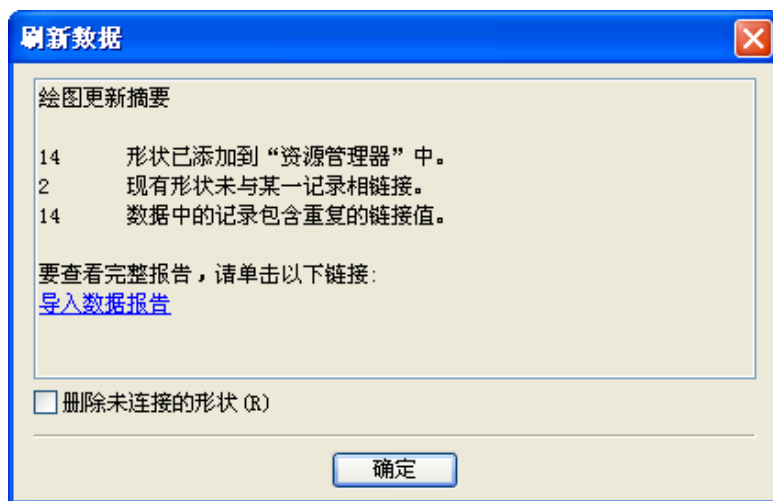 刷新数据
绘图更新摘要
14 形状已添加到“资源管理器”中。
2 现有形状未与某一记录相链接。
14 数据中的记录包含重复的链接值。
要查看完整报告，请单击以下链接:
导入数据报告
删除未连接的形状(R)
确定